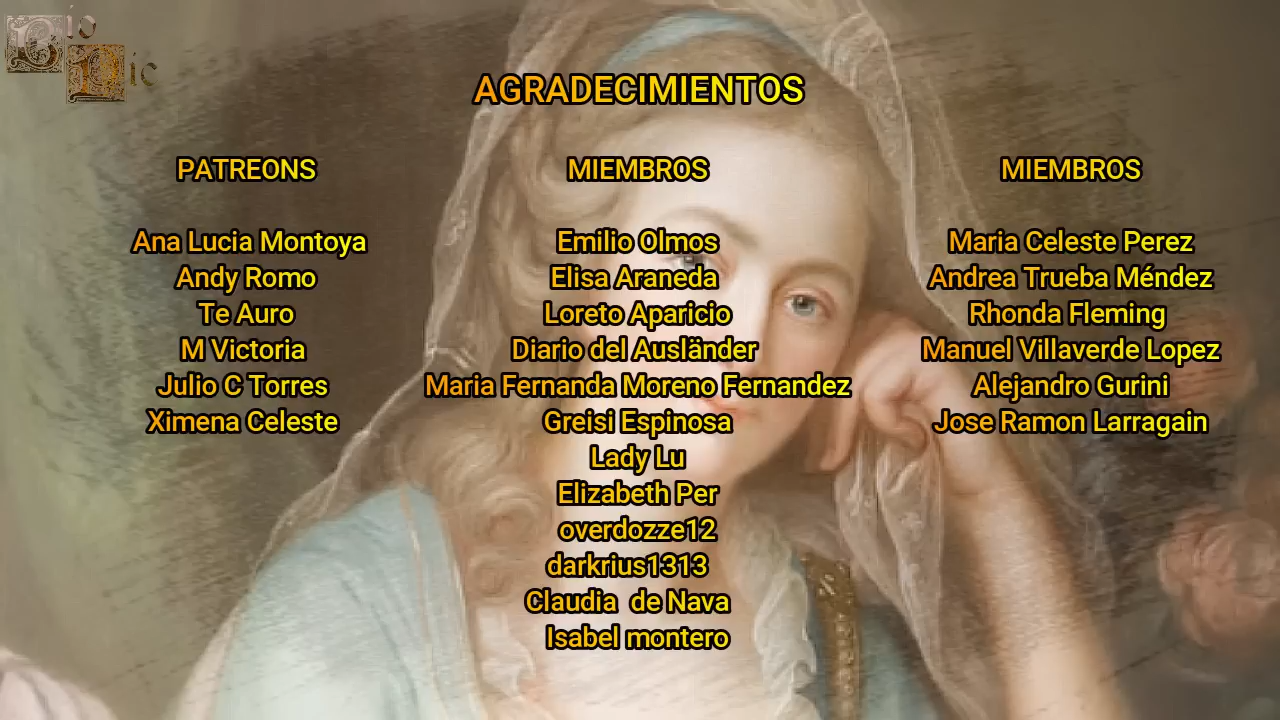 Bio
Dic
AGRADECIMIENTOS
PATREONS
Ana Lucia Montoya
Andy Romo
Te Auro
M Victoria
Julio C Torres
Ximena Celeste
MIEMBROS
Emilio Olmos
Elisa Araneda
Loreto Aparicio
Diario del Ausländer
Maria Fernanda Moreno Fernandez
Greisi Espinosa
Lady Lu
Elizabeth Per
overdozze12
darkrius1313
Claudia  de Nava
Isabel montero
MIEMBROS
Maria Celeste Perez
Andrea Trueba Méndez
Rhonda Fleming
Manuel Villaverde Lopez
Alejandro Gurini
Jose Ramon Larragain